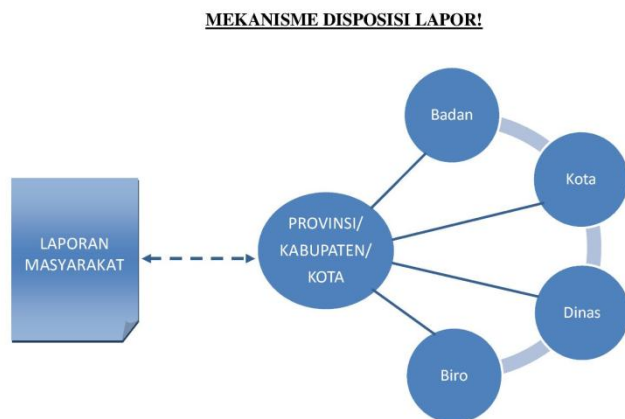 MEKANISME DISPOSISI LAPOR!
LAPORAN
MASYARAKAT
PROVINSI/
KABUPATEN/
KOTA
Badan
Kota
Dinas
Biro